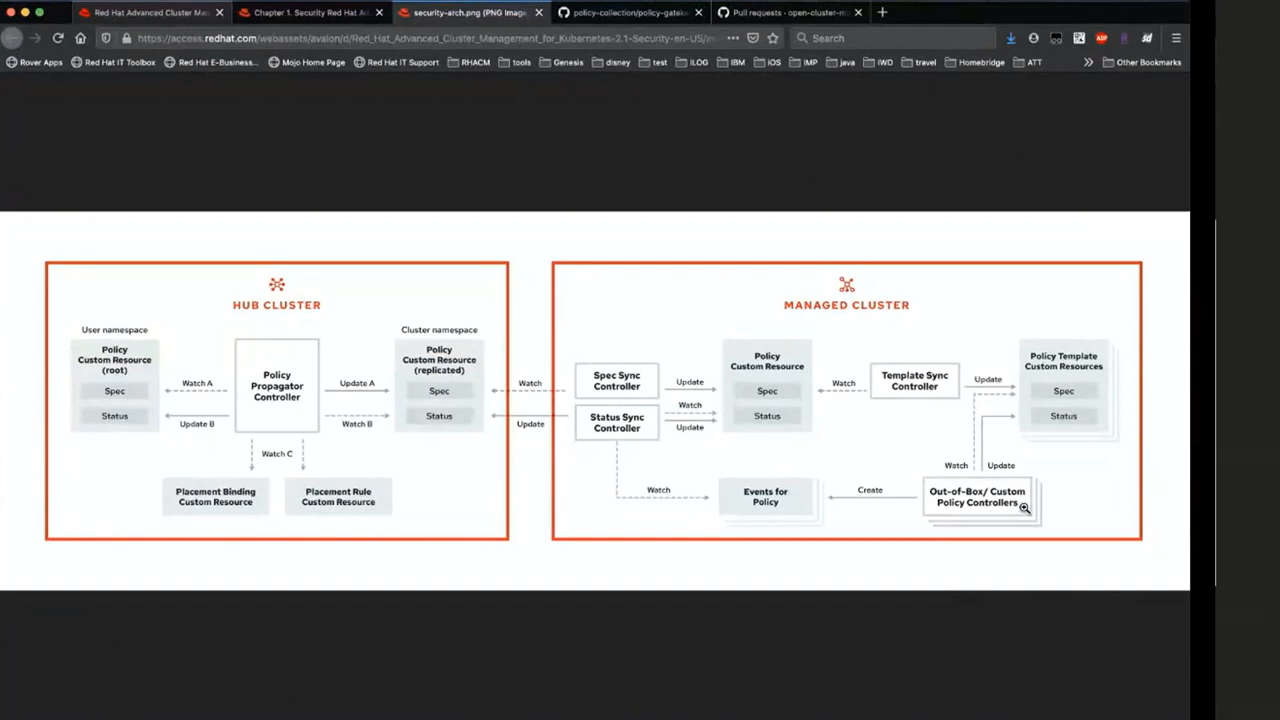 Red Hat Advanced Cluster Ma
Chapter 1. Security Red Hat Ad
security-arch.png (PNG Image,
policy-collection/policy-gatek
Pull requests · open-cluster-m
https://access.redhat.com/webassets/avalon/d/Red_Hat_Advanced_Cluster_Management_for_Kubernetes-2.1-Security-en-US/im
Search
Rover Apps
Red Hat IT Toolbox
Red Hat E-Business...
Mojo Home Page
Red Hat IT Support
RHACM
tools
Genesis
disney
test
ILOG
IBM
iOS
IMP
java
IWD
travel
Homebridge
ATT
Other Bookmarks
HUB CLUSTER
User namespace
Policy
Custom Resource
(root)
Spec
Status
Watch A
Update B
Policy
Propagator
Controller
Update A
Watch B
Cluster namespace
Policy
Custom Resource
(replicated)
Spec
Status
Watch C
Placement Binding
Custom Resource
Placement Rule
Custom Resource
Watch
Update
MANAGED CLUSTER
Spec Sync
Controller
Status Sync
Controller
Update
Watch
Update
Policy
Custom Resource
Spec
Status
Watch
Template Sync
Controller
Update
Policy Template
Custom Resources
Spec
Status
Watch
Update
Watch
Events for
Policy
Create
Out-of-Box/ Custom
Policy Controllers